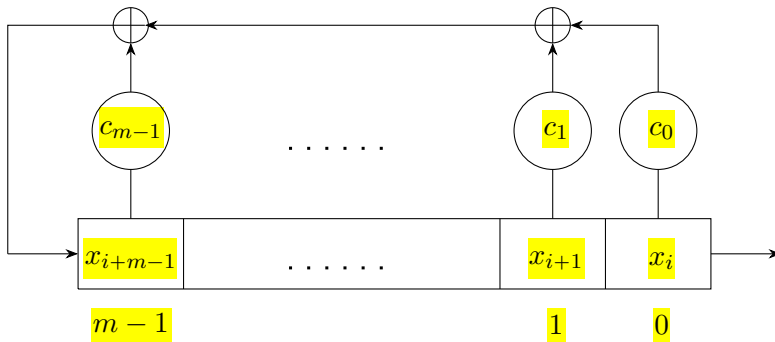 c_{m−1} ...... c_1 c_0
x_{i+m−1} ...... x_{i+1} x_i
m − 1 1 0